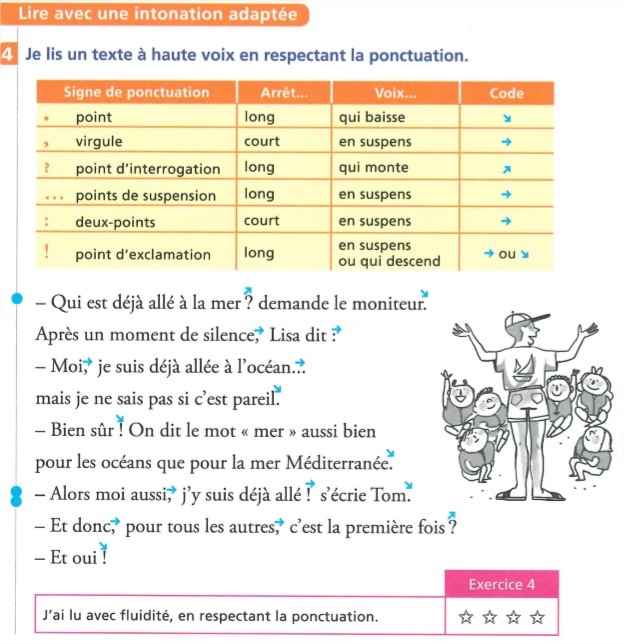 Lire avec une intonation adaptée
4 Je lis un texte à haute voix en respectant la ponctuation.
Signe de ponctuation Arrêt... Voix... Code
. point long qui baisse ↘
, virgule court en suspens →
? point d'interrogation long qui monte ↗
... points de suspension long en suspens →
: deux-points court en suspens →
! point d'exclamation long en suspens ou qui descend → ou ↘
– Qui est déjà allé à la mer ? demande le moniteur.
Après un moment de silence, Lisa dit :
– Moi, je suis déjà allée à l'océan...
mais je ne sais pas si c'est pareil.
– Bien sûr ! On dit le mot « mer » aussi bien
pour les océans que pour la mer Méditerranée.
– Alors moi aussi, j'y suis déjà allé ! s'écrie Tom.
– Et donc, pour tous les autres, c'est la première fois ?
– Et oui !
Exercice 4
J'ai lu avec fluidité, en respectant la ponctuation. ☆ ☆ ☆ ☆